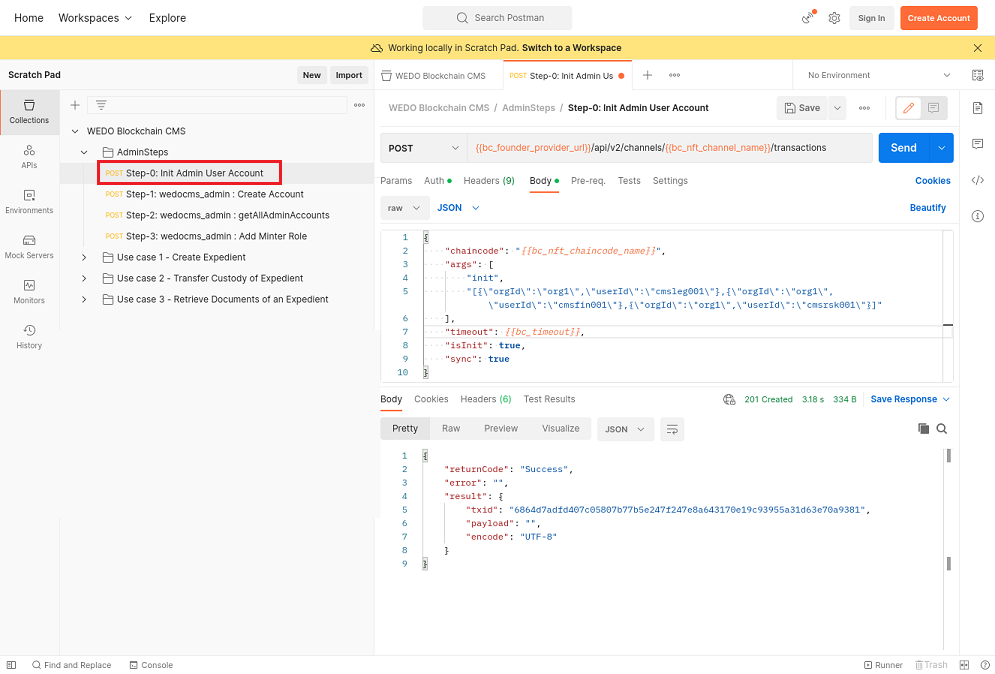 Home Workspaces Explore Search Postman Sign In Create Account
Working locally in Scratch Pad. Switch to a Workspace
Scratch Pad New Import
WEDO Blockchain CMS POST Step-0: Init Admin Us No Environment
Collections
APIs
Environments
Mock Servers
Monitors
History
WEDO Blockchain CMS
AdminSteps
POST Step-0: Init Admin User Account
POST Step-1: wedocms_admin : Create Account
POST Step-2: wedocms_admin : getAllAdminAccounts
POST Step-3: wedocms_admin : Add Minter Role
Use case 1 - Create Expedient
Use case 2 - Transfer Custody of Expedient
Use case 3 - Retrieve Documents of an Expedient
WEDO Blockchain CMS / AdminSteps / Step-0: Init Admin User Account Save
POST {{bc_founder_provider_url}}/api/v2/channels/{{bc_nft_channel_name}}/transactions Send
Params Auth Headers (9) Body Pre-req. Tests Settings Cookies
raw JSON Beautify
1 {
2 "chaincode": "{{bc_nft_chaincode_name}}",
3 "args": [
4 "init",
5 "[{\"orgId\":\"org1\",\"userId\":\"cmsleg001\"},{\"orgId\":\"org1\",
\"userId\":\"cmsfin001\"},{\"orgId\":\"org1\",\"userId\":\"cmsrsk001\"}]"
6 ],
7 "timeout": {{bc_timeout}},
8 "isInit": true,
9 "sync": true
10 }
Body Cookies Headers (6) Test Results 201 Created 3.18 s 334 B Save Response
Pretty Raw Preview Visualize JSON
1 {
2 "returnCode": "Success",
3 "error": "",
4 "result": {
5 "txid": "6864d7adfd407c05807b77b5e247f247e8a643170e19c93955a31d63e70a9381",
6 "payload": "",
7 "encode": "UTF-8"
8 }
9 }
Find and Replace Console Runner Trash